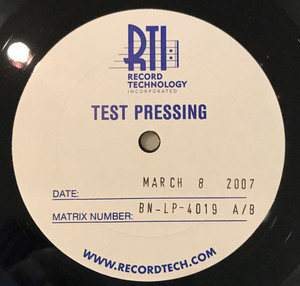 RTI
RECORD
TECHNOLOGY
INCORPORATED
TEST PRESSING
DATE: MARCH 8 2007
MATRIX NUMBER: BN-LP-4019 A/B
WWW.RECORDTECH.COM